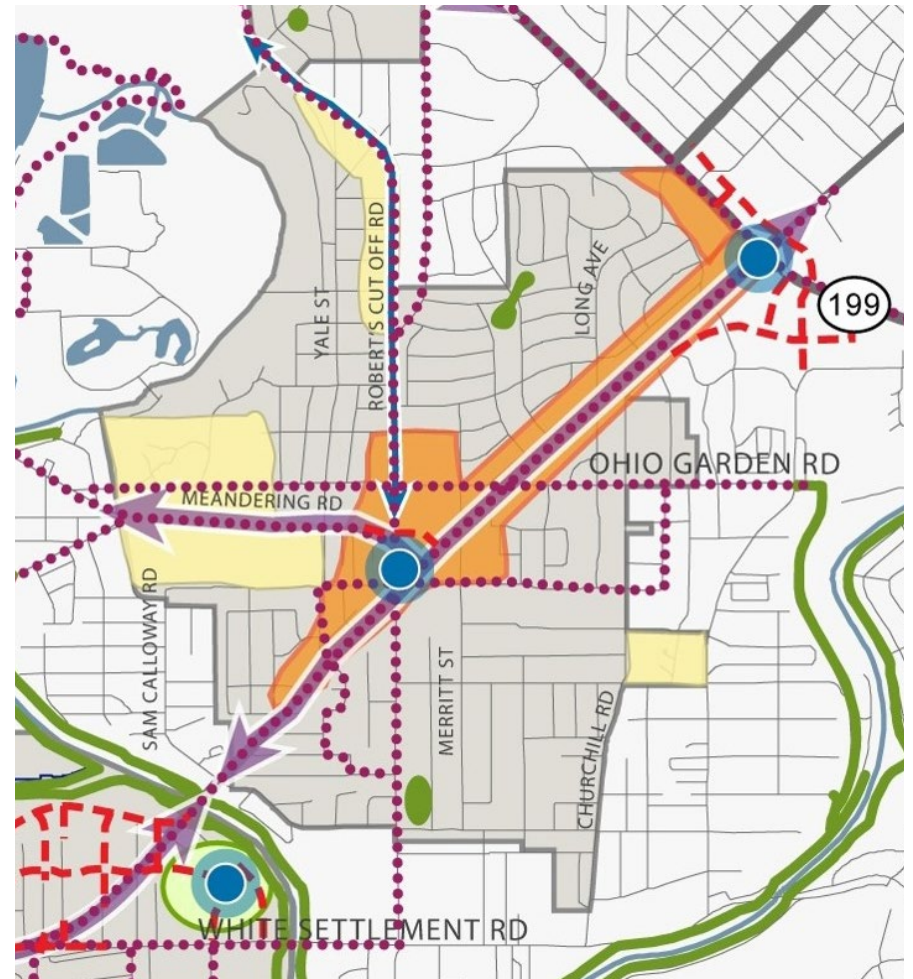 YALE ST
ROBERT'S CUT OFF RD
LONG AVE
199
OHIO GARDEN RD
MEANDERING RD
SAM CALLOWAY RD
MERRITT ST
CHURCHILL RD
WHITE SETTLEMENT RD